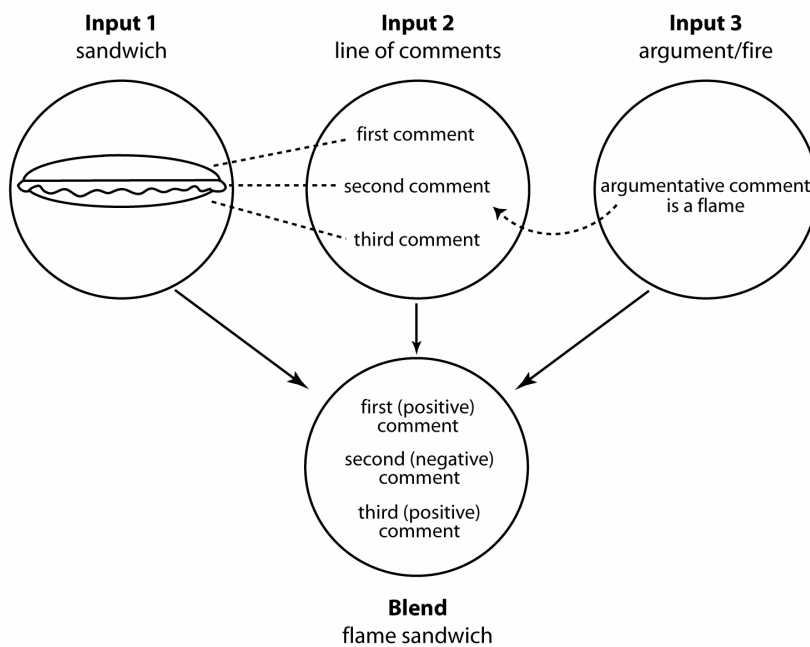 Input 1
sandwich
Input 2
line of comments
Input 3
argument/fire
first comment
second comment
third comment
argumentative comment
is a flame
first (positive)
comment
second (negative)
comment
third (positive)
comment
Blend
flame sandwich